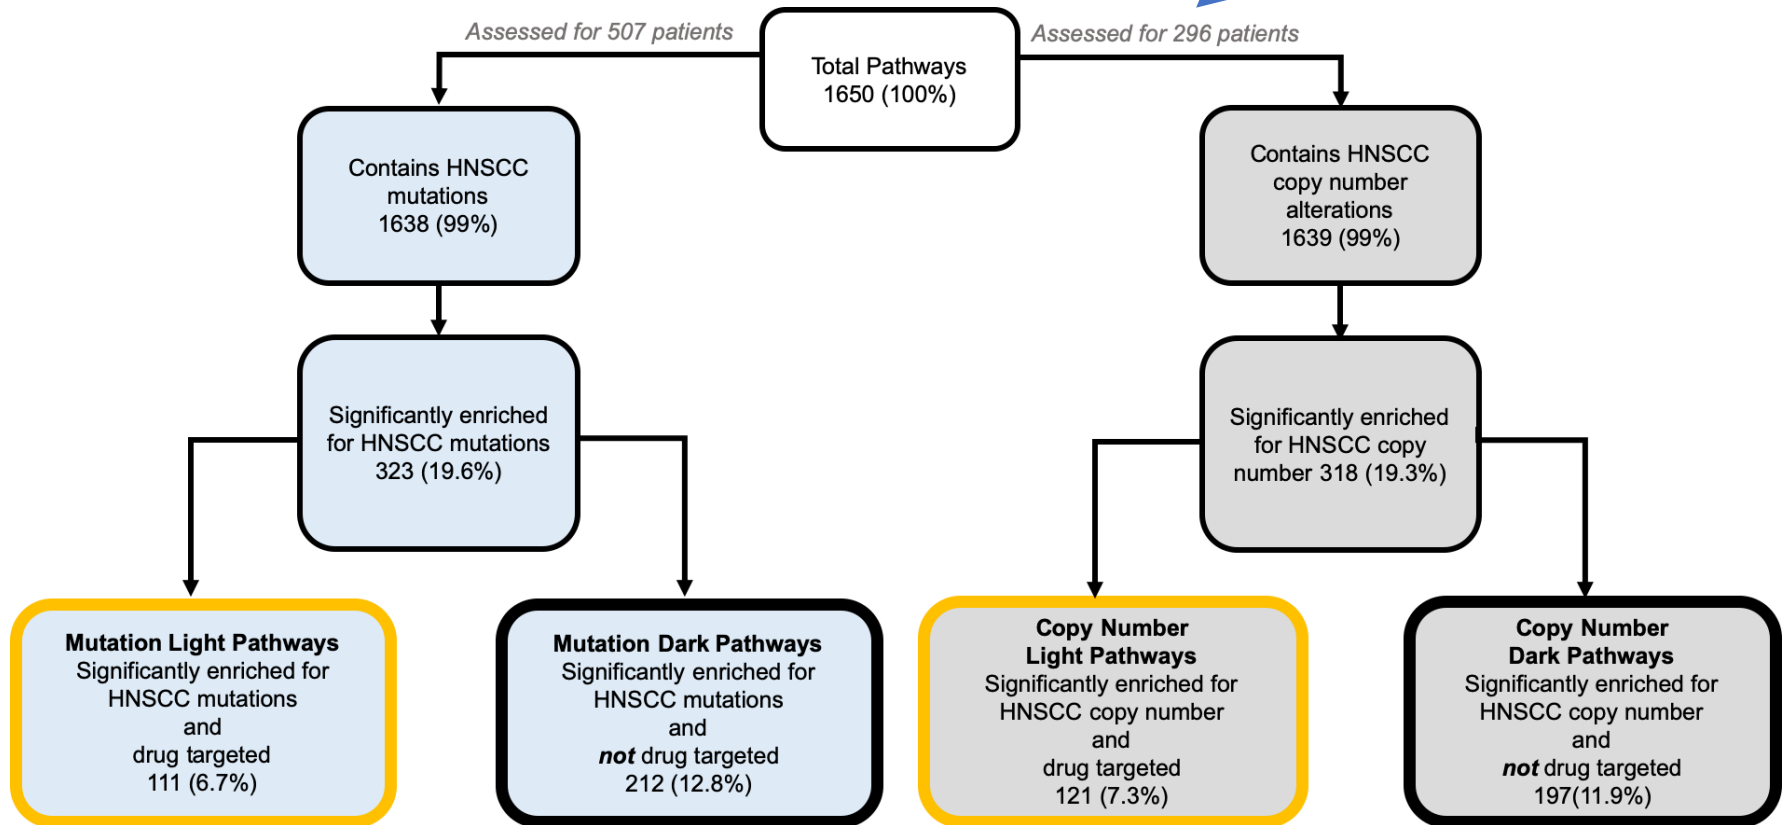 Assessed for 507 patients
Total Pathways
1650 (100%)
Assessed for 296 patients
Contains HNSCC
mutations
1638 (99%)
Contains HNSCC
copy number
alterations
1639 (99%)
Significantly enriched
for HNSCC mutations
323 (19.6%)
Significantly enriched
for HNSCC copy
number 318 (19.3%)
Mutation Light Pathways
Significantly enriched for
HNSCC mutations
and
drug targeted
111 (6.7%)
Mutation Dark Pathways
Significantly enriched for
HNSCC mutations
and
not drug targeted
212 (12.8%)
Copy Number
Light Pathways
Significantly enriched for
HNSCC copy number
and
drug targeted
121 (7.3%)
Copy Number
Dark Pathways
Significantly enriched for
HNSCC copy number
and
not drug targeted
197(11.9%)